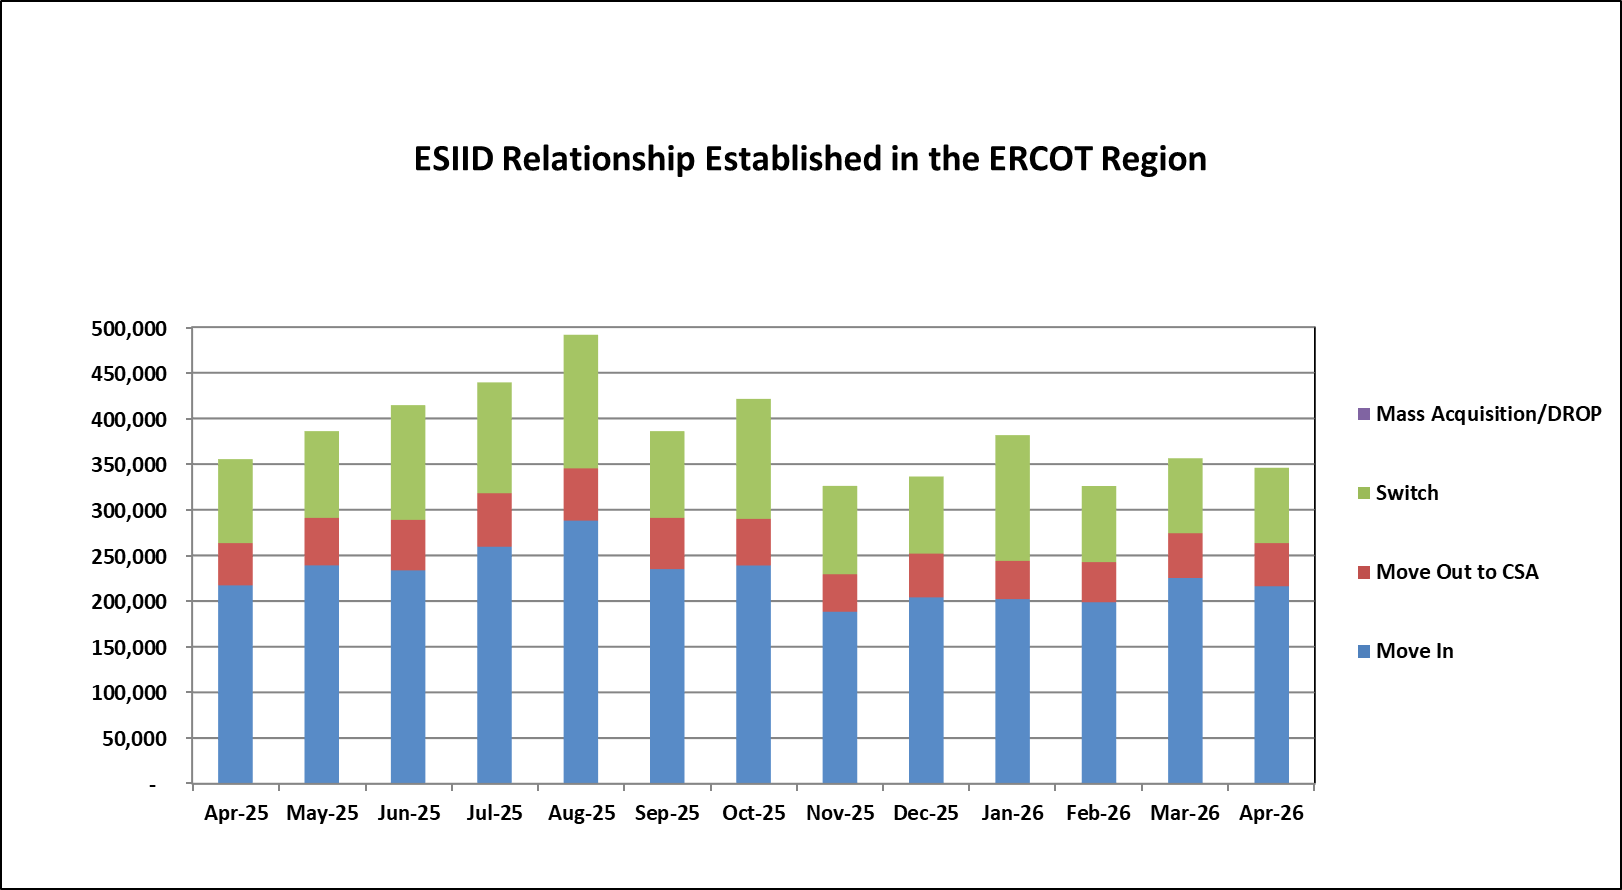 ESIID Relationship Established in the ERCOT Region
500,000
450,000
400,000
350,000
300,000
250,000
200,000
150,000
100,000
50,000
-
Apr-25 May-25 Jun-25 Jul-25 Aug-25 Sep-25 Oct-25 Nov-25 Dec-25 Jan-26 Feb-26 Mar-26 Apr-26
Mass Acquisition/DROP
Switch
Move Out to CSA
Move In